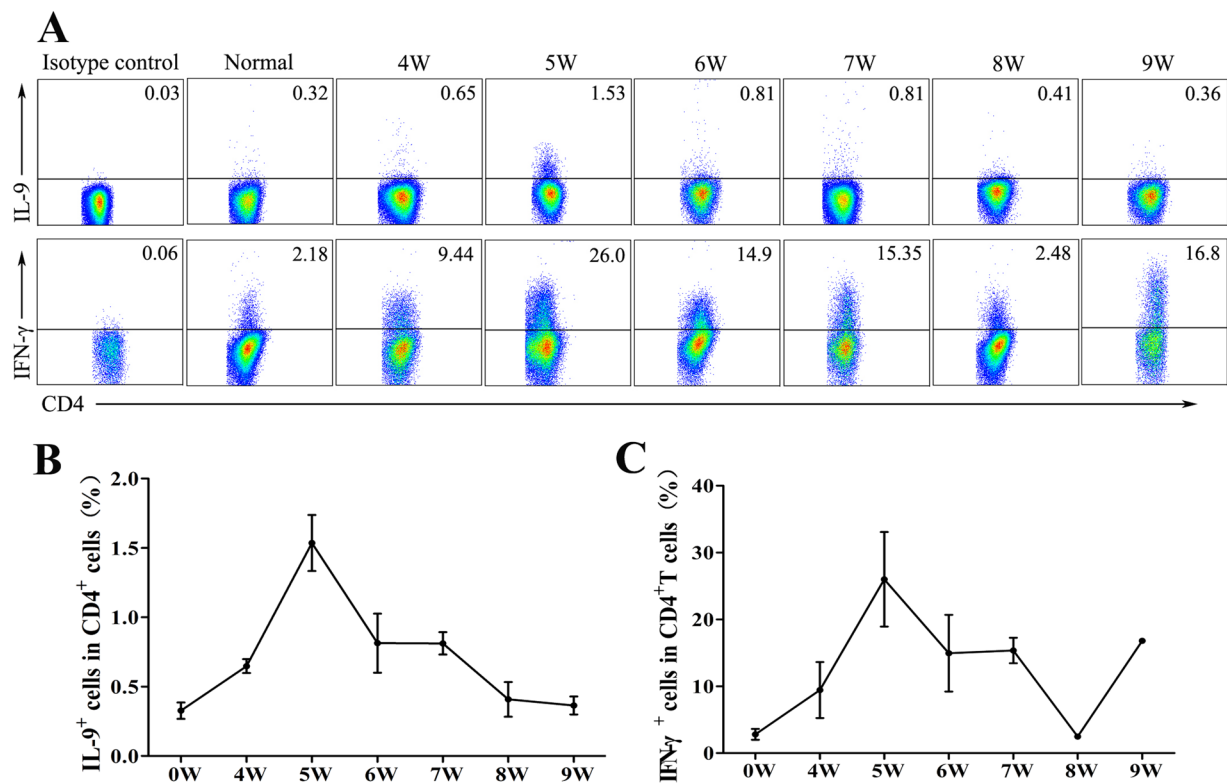 A
Isotype control Normal 4W 5W 6W 7W 8W 9W
IL-9
0.03 0.32 0.65 1.53 0.81 0.81 0.41 0.36
IFN-γ
0.06 2.18 9.44 26.0 14.9 15.35 2.48 16.8
CD4
B
IL-9⁺ cells in CD4⁺ cells (%)
2.0
1.5
1.0
0.5
0.0
0W 4W 5W 6W 7W 8W 9W
C
IFN-γ⁺ cells in CD4⁺T cells (%)
40
30
20
10
0
0W 4W 5W 6W 7W 8W 9W